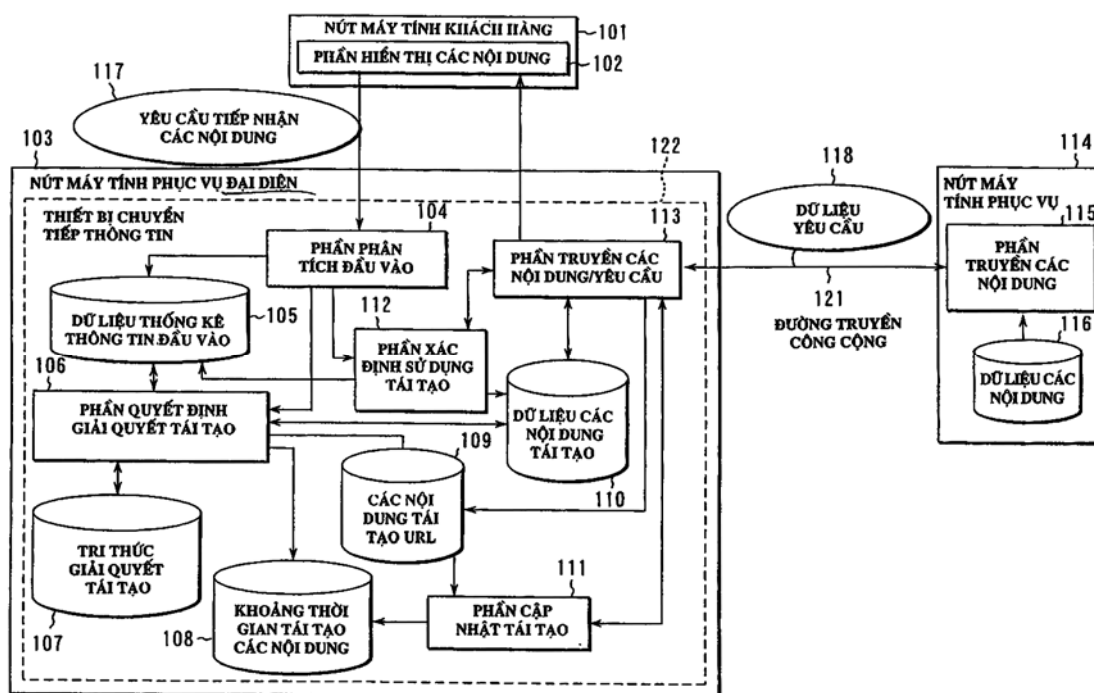 NÚT MÁY TÍNH KHÁCH HÀNG
101
PHẦN HIỂN THỊ CÁC NỘI DUNG
102
117
YÊU CẦU TIẾP NHẬN
CÁC NỘI DUNG
103
122
NÚT MÁY TÍNH PHỤC VỤ ĐẠI DIỆN
THIẾT BỊ CHUYỂN
TIẾP THÔNG TIN
104
PHẦN PHÂN
TÍCH ĐẦU VÀO
113
PHẦN TRUYỀN CÁC
NỘI DUNG/YÊU CẦU
118
DỮ LIỆU
YÊU CẦU
121
ĐƯỜNG TRUYỀN
CÔNG CỘNG
114
NÚT MÁY
TÍNH PHỤC VỤ
115
PHẦN
TRUYỀN CÁC
NỘI DUNG
116
DỮ LIỆU CÁC
NỘI DUNG
105
DỮ LIỆU THỐNG KÊ
THÔNG TIN ĐẦU VÀO
112
PHẦN XÁC
ĐỊNH SỬ DỤNG
TÁI TẠO
106
PHẦN QUYẾT ĐỊNH
GIẢI QUYẾT TÁI TẠO
DỮ LIỆU CÁC
NỘI DUNG
TÁI TẠO
110
109
CÁC NỘI
DUNG TÁI
TẠO URL
TRI THỨC
GIẢI QUYẾT
TÁI TẠO
107
KHOẢNG THỜI
GIAN TÁI TẠO
CÁC NỘI DUNG
108
111
PHẦN CẬP
NHẬT TÁI TẠO